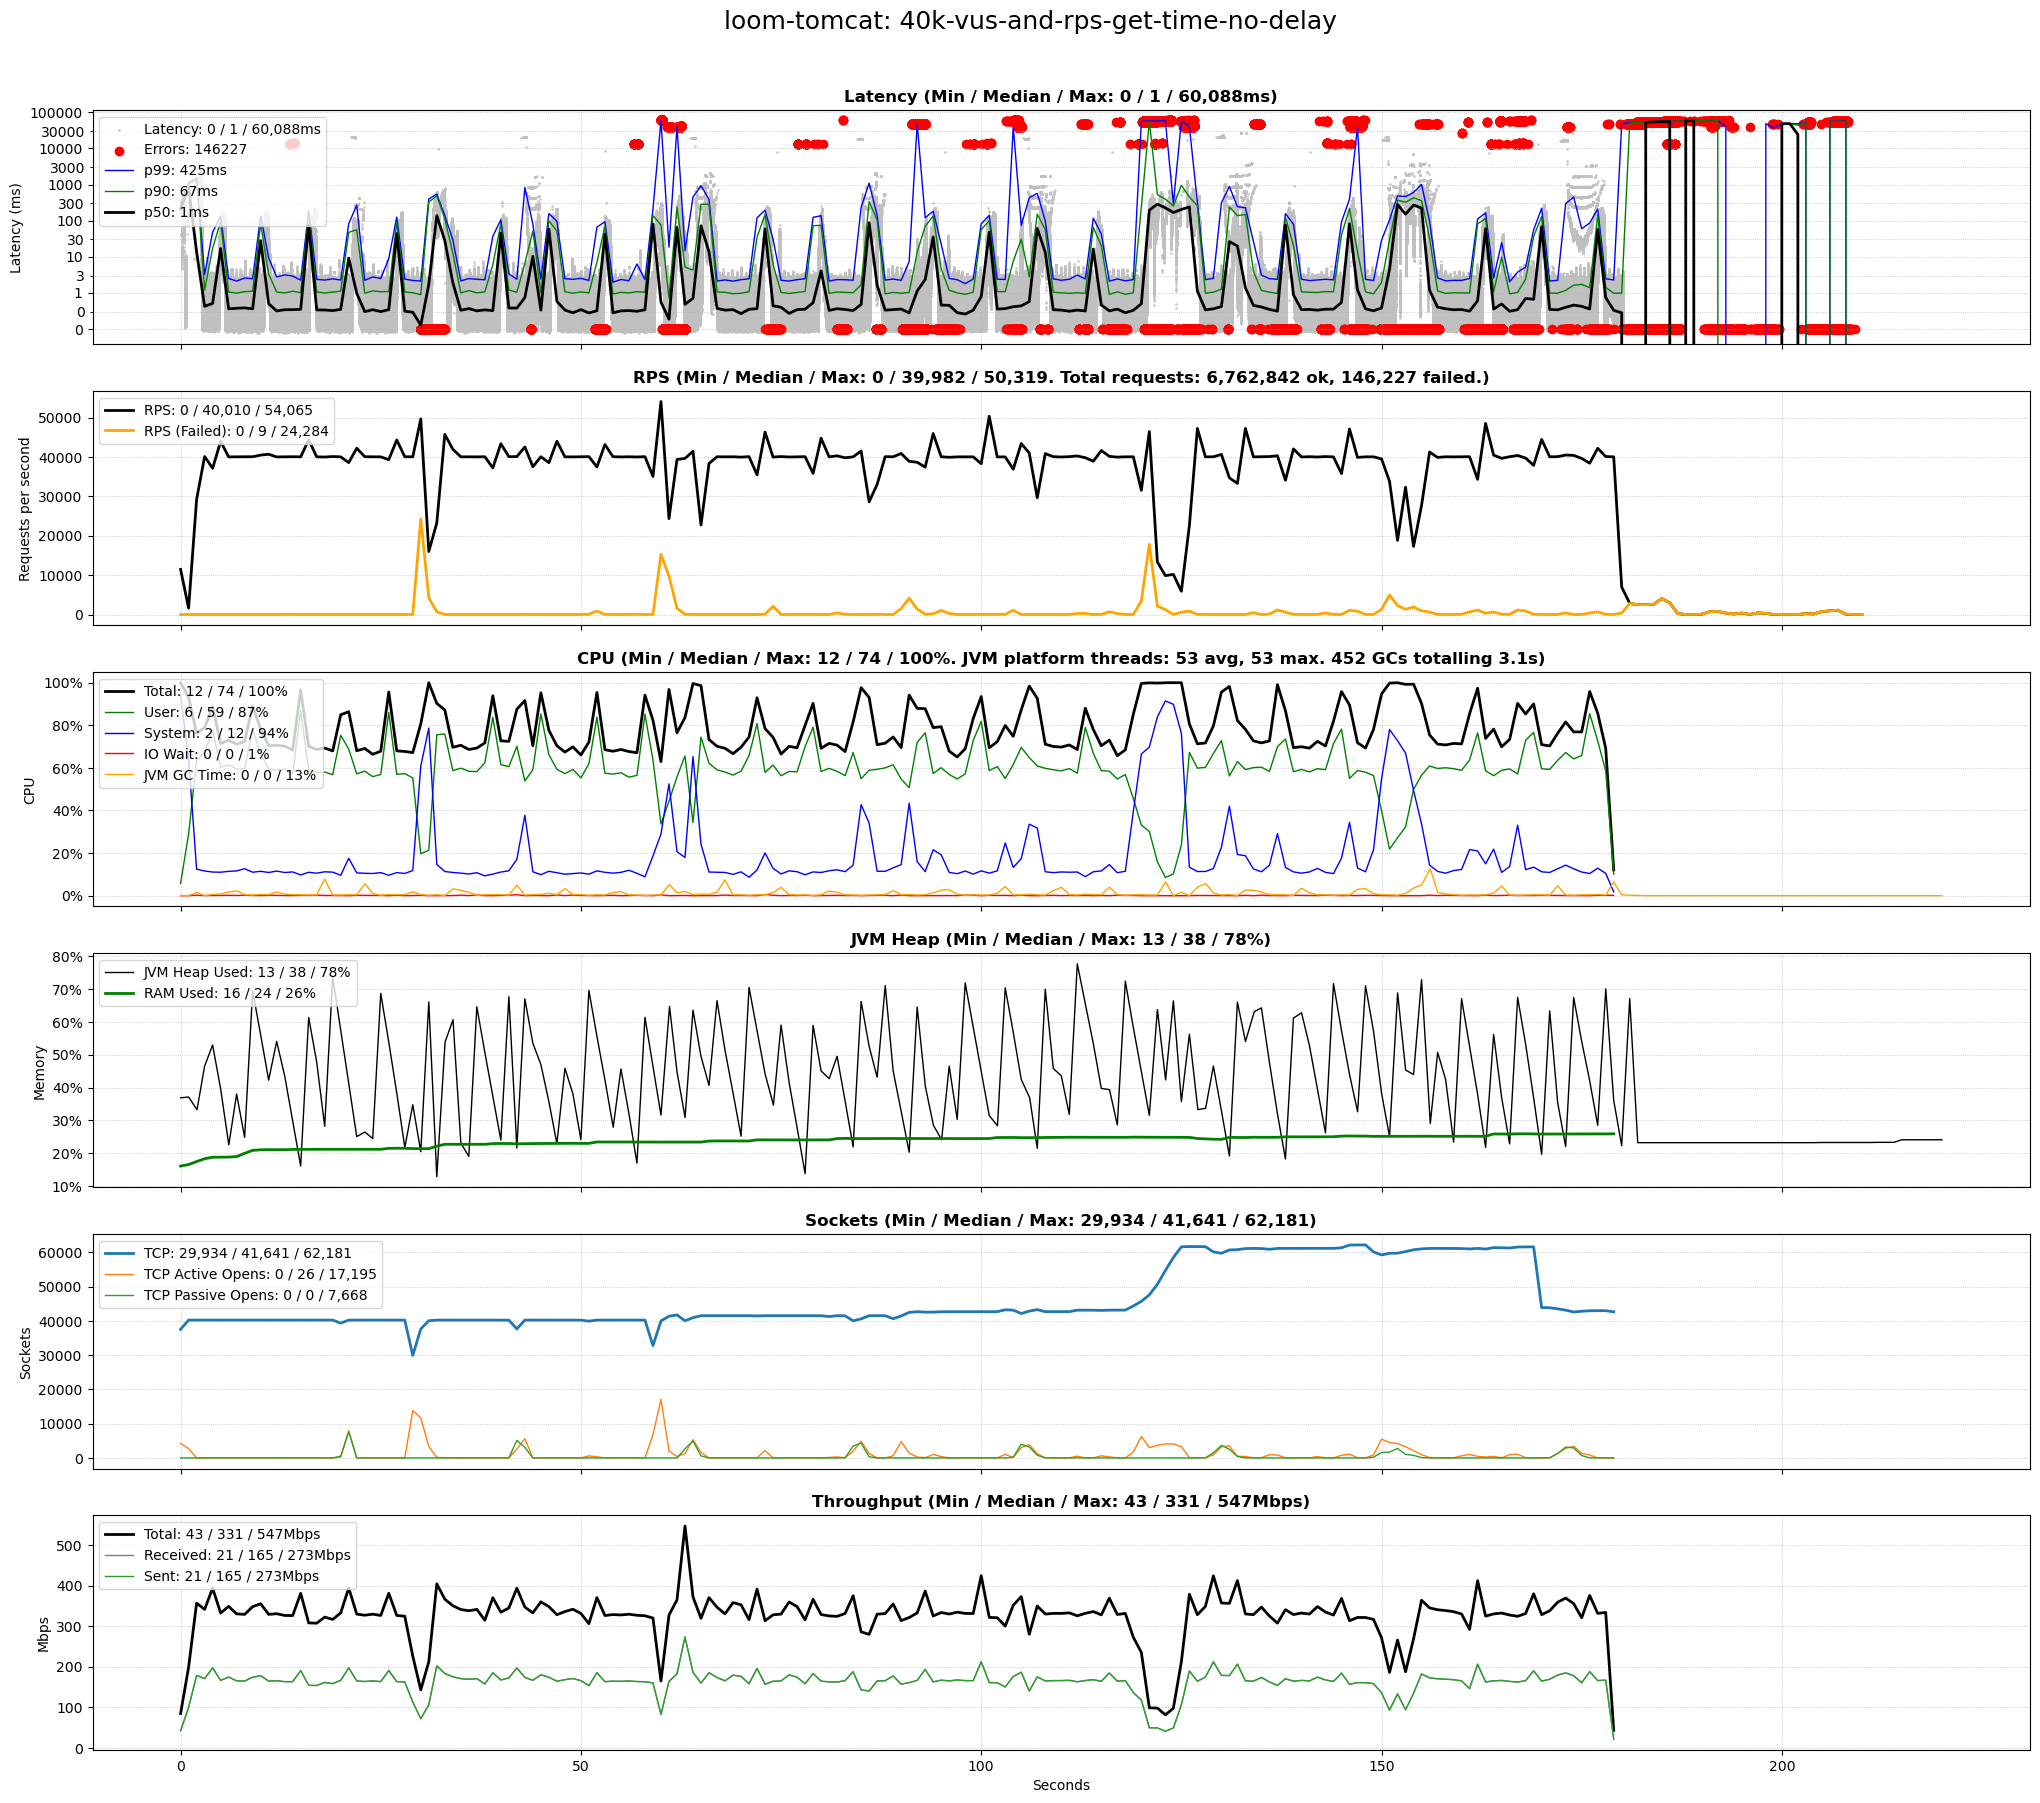 loom-tomcat: 40k-vus-and-rps-get-time-no-delay
Latency (Min / Median / Max: 0 / 1 / 60,088ms)
Latency (ms)
100000
30000
10000
3000
1000
300
100
30
10
3
1
0
0
Latency: 0 / 1 / 60,088ms
Errors: 146227
p99: 425ms
p90: 67ms
p50: 1ms
RPS (Min / Median / Max: 0 / 39,982 / 50,319. Total requests: 6,762,842 ok, 146,227 failed.)
Requests per second
50000
40000
30000
20000
10000
0
RPS: 0 / 40,010 / 54,065
RPS (Failed): 0 / 9 / 24,284
CPU (Min / Median / Max: 12 / 74 / 100%. JVM platform threads: 53 avg, 53 max. 452 GCs totalling 3.1s)
CPU
100%
80%
60%
40%
20%
0%
Total: 12 / 74 / 100%
User: 6 / 59 / 87%
System: 2 / 12 / 94%
IO Wait: 0 / 0 / 1%
JVM GC Time: 0 / 0 / 13%
JVM Heap (Min / Median / Max: 13 / 38 / 78%)
Memory
80%
70%
60%
50%
40%
30%
20%
10%
JVM Heap Used: 13 / 38 / 78%
RAM Used: 16 / 24 / 26%
Sockets (Min / Median / Max: 29,934 / 41,641 / 62,181)
Sockets
60000
50000
40000
30000
20000
10000
0
TCP: 29,934 / 41,641 / 62,181
TCP Active Opens: 0 / 26 / 17,195
TCP Passive Opens: 0 / 0 / 7,668
Throughput (Min / Median / Max: 43 / 331 / 547Mbps)
Mbps
500
400
300
200
100
0
Total: 43 / 331 / 547Mbps
Received: 21 / 165 / 273Mbps
Sent: 21 / 165 / 273Mbps
0
50
100
150
200
Seconds